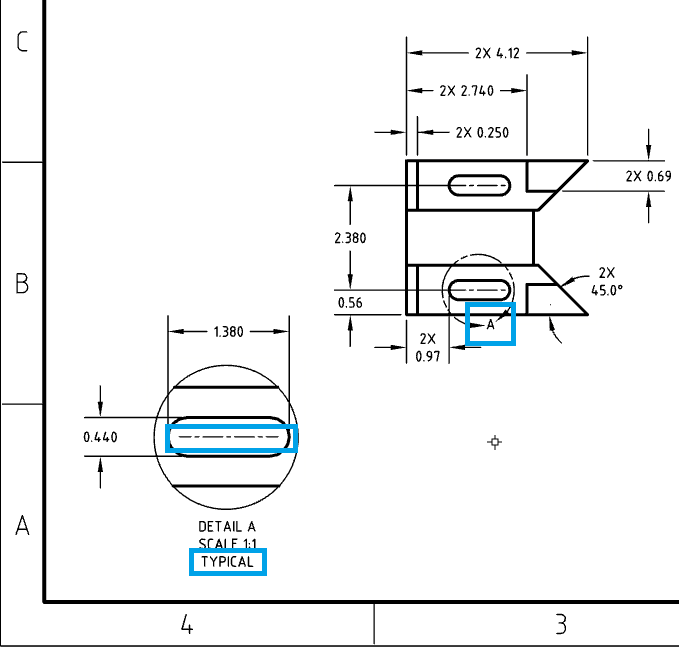 C
2X 4.12
2X 2.740
2X 0.250
2X 0.69
2.380
B
2X
45.0°
0.56
A
1.380
2X
0.97
0.440
A
DETAIL A
SCALE 1:1
TYPICAL
4
3